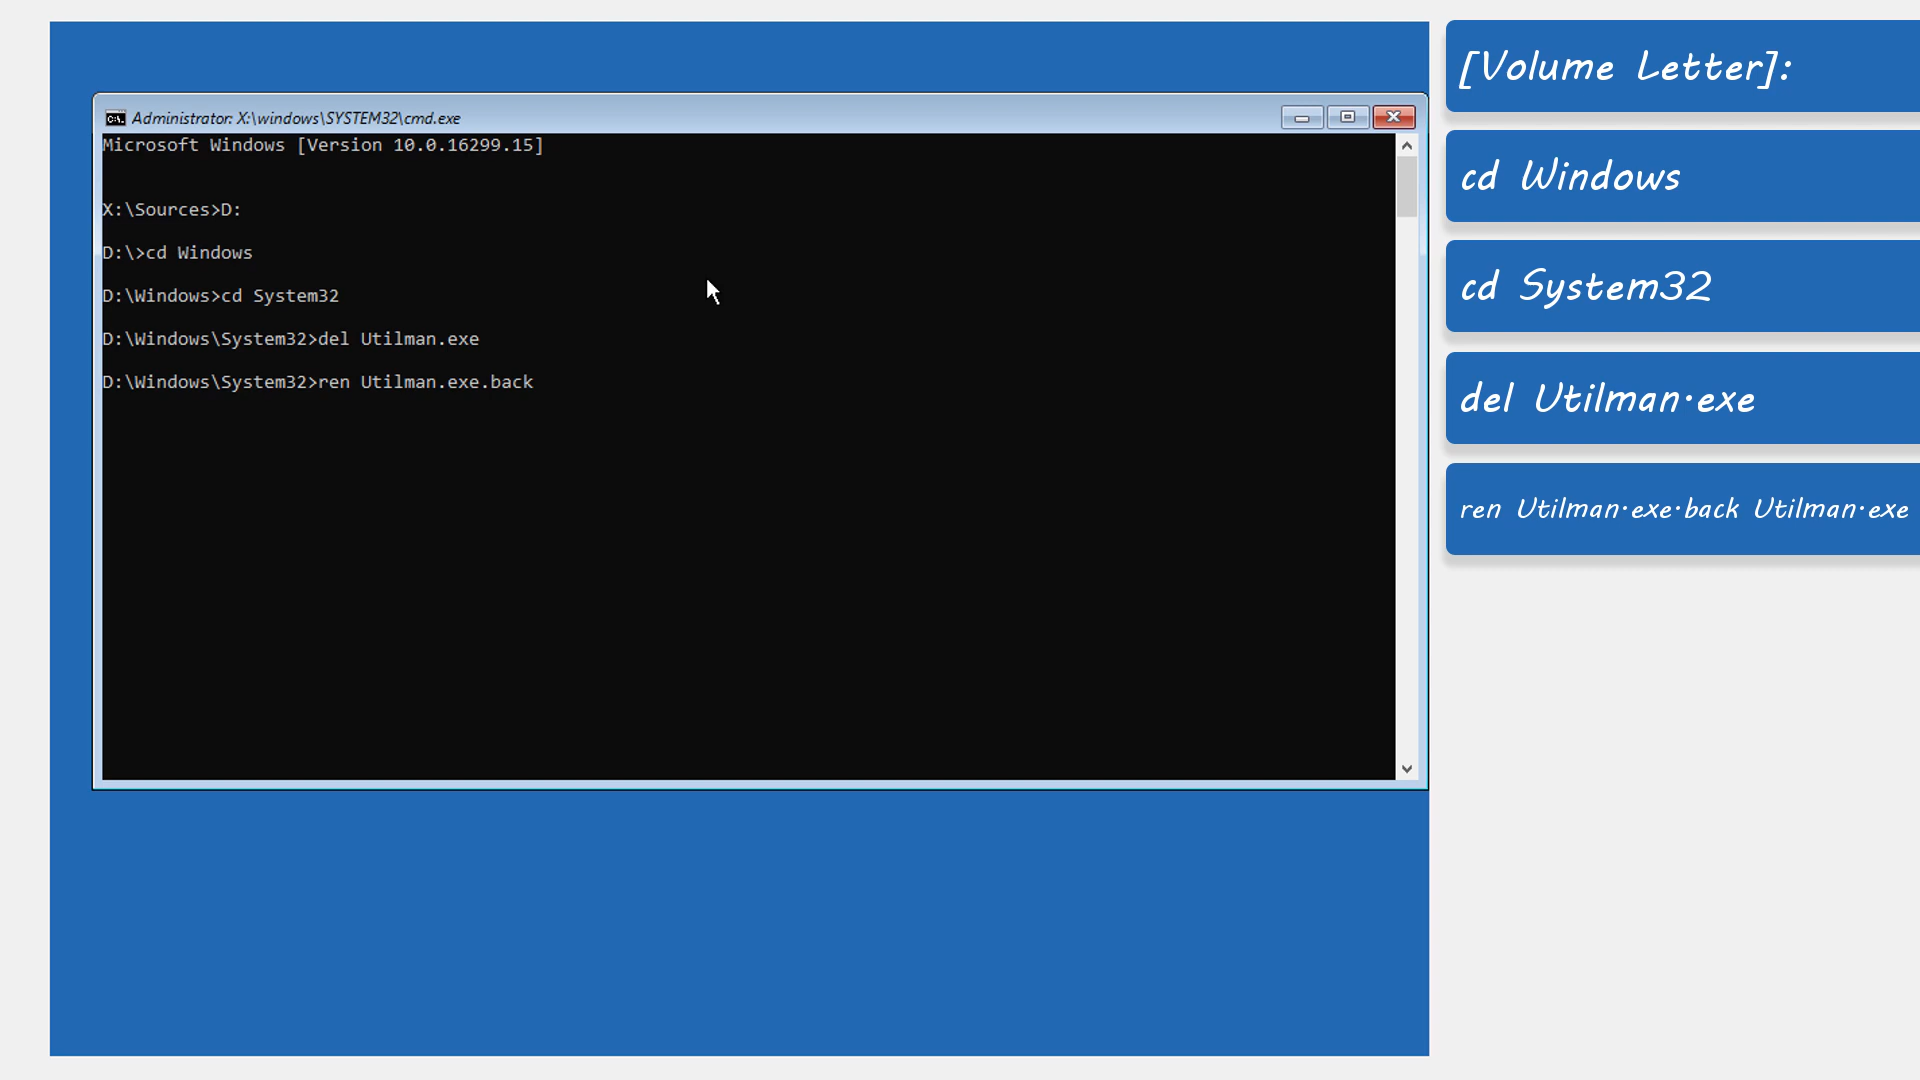 Administrator: X:\windows\SYSTEM32\cmd.exe
Microsoft Windows [Version 10.0.16299.15]
X:\Sources>D:
D:\>cd Windows
D:\Windows>cd System32
D:\Windows\System32>del Utilman.exe
D:\Windows\System32>ren Utilman.exe.back
[Volume Letter]:
cd Windows
cd System32
del Utilman.exe
ren Utilman.exe.back Utilman.exe